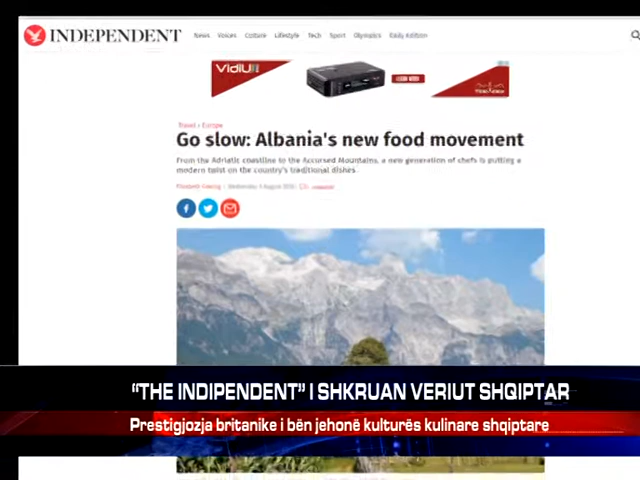 INDEPENDENT
News Voices Culture Lifestyle Tech Sport Olympics Daily Edition
VidiU
Travel › Europe
Go slow: Albania's new food movement
From the Adriatic coastline to the Accursed Mountains, a new generation of chefs is putting a
modern twist on the country's traditional dishes
“THE INDIPENDENT” I SHKRUAN VERIUT SHQIPTAR
Prestigjozja britanike i bën jehonë kulturës kulinare shqiptare